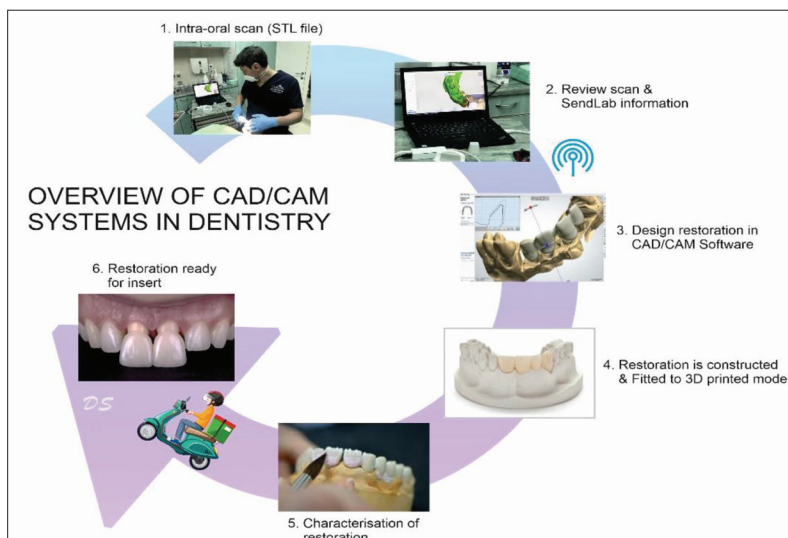 1. Intra-oral scan (STL file)
2. Review scan &
SendLab information
OVERVIEW OF CAD/CAM
SYSTEMS IN DENTISTRY
3. Design restoration in
CAD/CAM Software
6. Restoration ready
for insert
4. Restoration is constructed
& Fitted to 3D printed mode
DS
5. Characterisation of
restoration